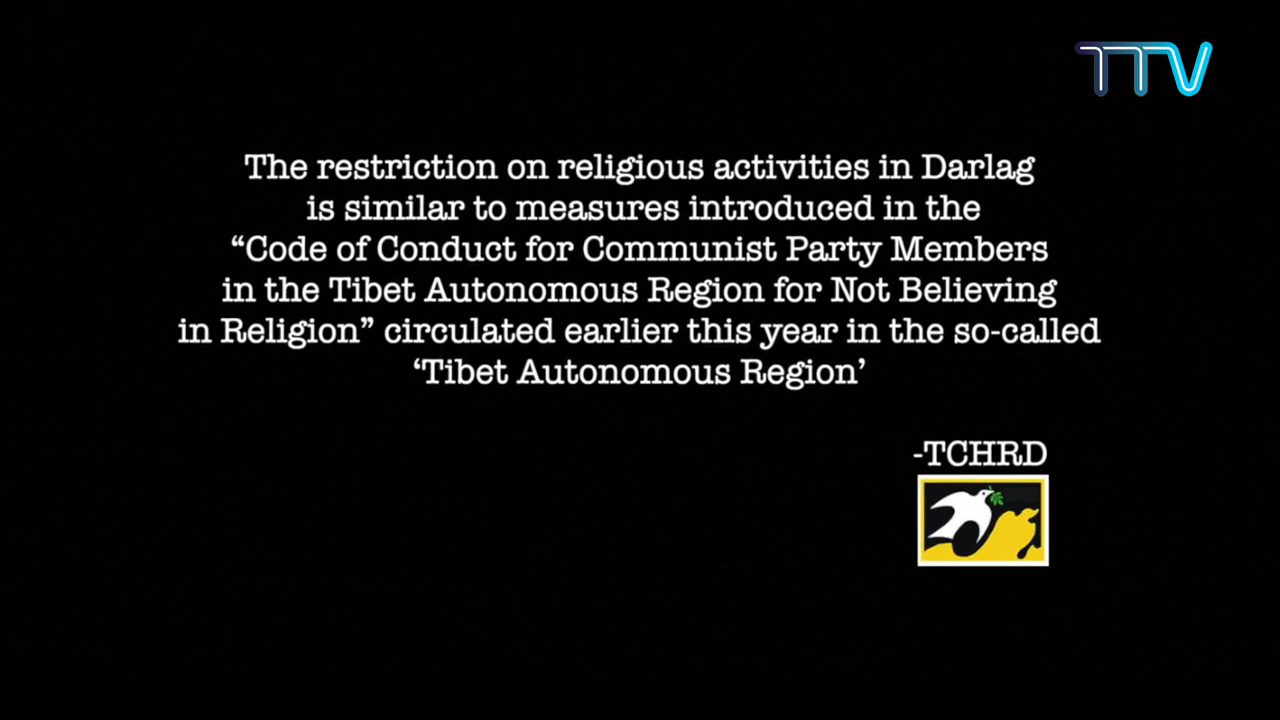 TTV
The restriction on religious activities in Darlag
is similar to measures introduced in the
“Code of Conduct for Communist Party Members
in the Tibet Autonomous Region for Not Believing
in Religion” circulated earlier this year in the so-called
‘Tibet Autonomous Region’
-TCHRD